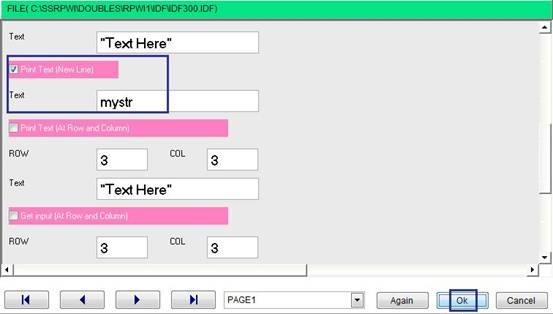 FILE( C:\SSRPWI\DOUBLES\RPWI1\IDF\IDF300.IDF)
Text "Text Here"
Print Text (New Line)
Text mystr
Print Text (At Row and Column)
ROW 3 COL 3
Text "Text Here"
Get input (At Row and Column)
ROW 3 COL 3
PAGE1 Again Ok Cancel